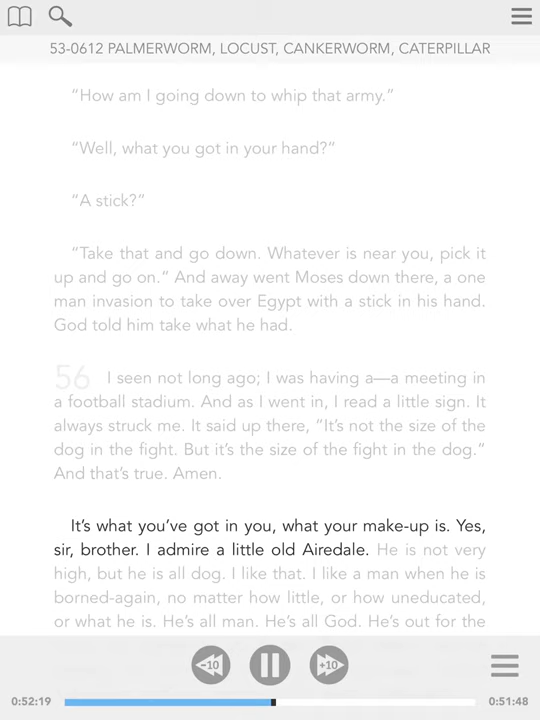 53-0612 PALMERWORM, LOCUST, CANKERWORM, CATERPILLAR
“How am I going down to whip that army.”
“Well, what you got in your hand?“
“A stick?”
“Take that and go down. Whatever is near you, pick it
up and go on.” And away went Moses down there, a one
man invasion to take over Egypt with a stick in his hand.
God told him take what he had.
56 I seen not long ago; I was having a—a meeting in
a football stadium. And as I went in, I read a little sign. It
always struck me. It said up there, “It’s not the size of the
dog in the fight. But it’s the size of the fight in the dog.”
And that’s true. Amen.
It’s what you’ve got in you, what your make-up is. Yes,
sir, brother. I admire a little old Airedale. He is not very
high, but he is all dog. I like that. I like a man when he is
borned-again, no matter how little, or how uneducated,
or what he is. He’s all man. He’s all God. He’s out for the
-10 +10
0:52:19 0:51:48